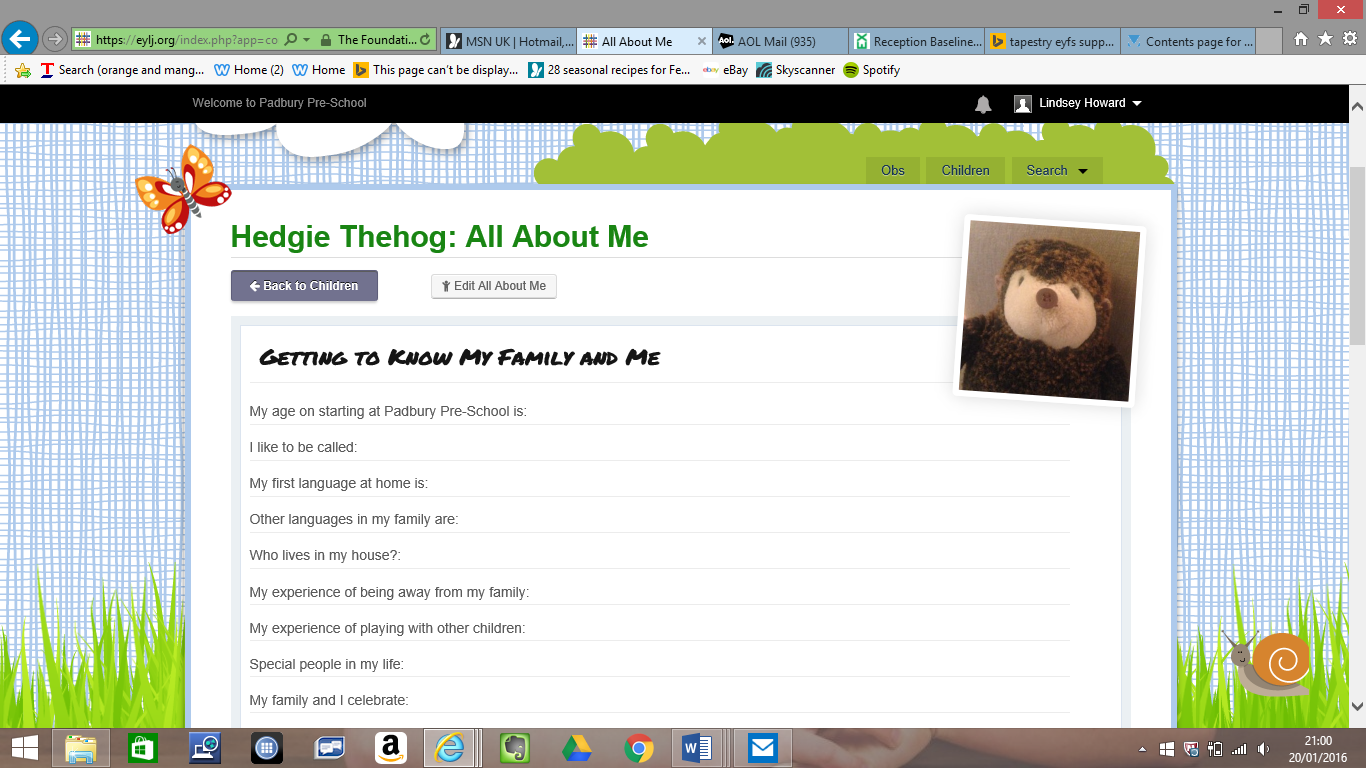 https://eylj.org/index.php?app=co
The Foundati...
MSN UK | Hotmail,...
All About Me
AOL Mail (935)
Reception Baseline...
tapestry eyfs supp...
Contents page for ...
Search (orange and mang...
Home (2)
Home
This page can't be display...
28 seasonal recipes for Fe...
eBay
Skyscanner
Spotify
Welcome to Padbury Pre-School
Lindsey Howard
Obs
Children
Search
Hedgie Thehog: All About Me
Back to Children
Edit All About Me
Getting to Know My Family and Me
My age on starting at Padbury Pre-School is:
I like to be called:
My first language at home is:
Other languages in my family are:
Who lives in my house?:
My experience of being away from my family:
My experience of playing with other children:
Special people in my life:
My family and I celebrate:
21:00
20/01/2016